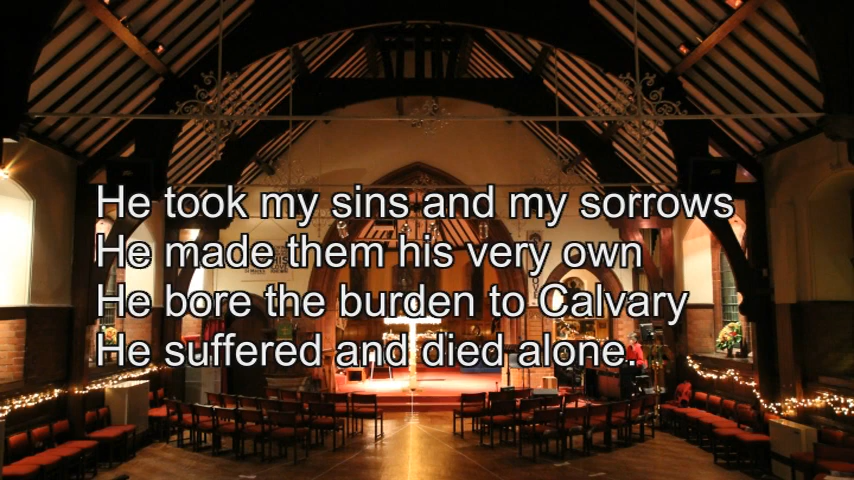 He took my sins and my sorrows
He made them his very own
He bore the burden to Calvary
He suffered and died alone.